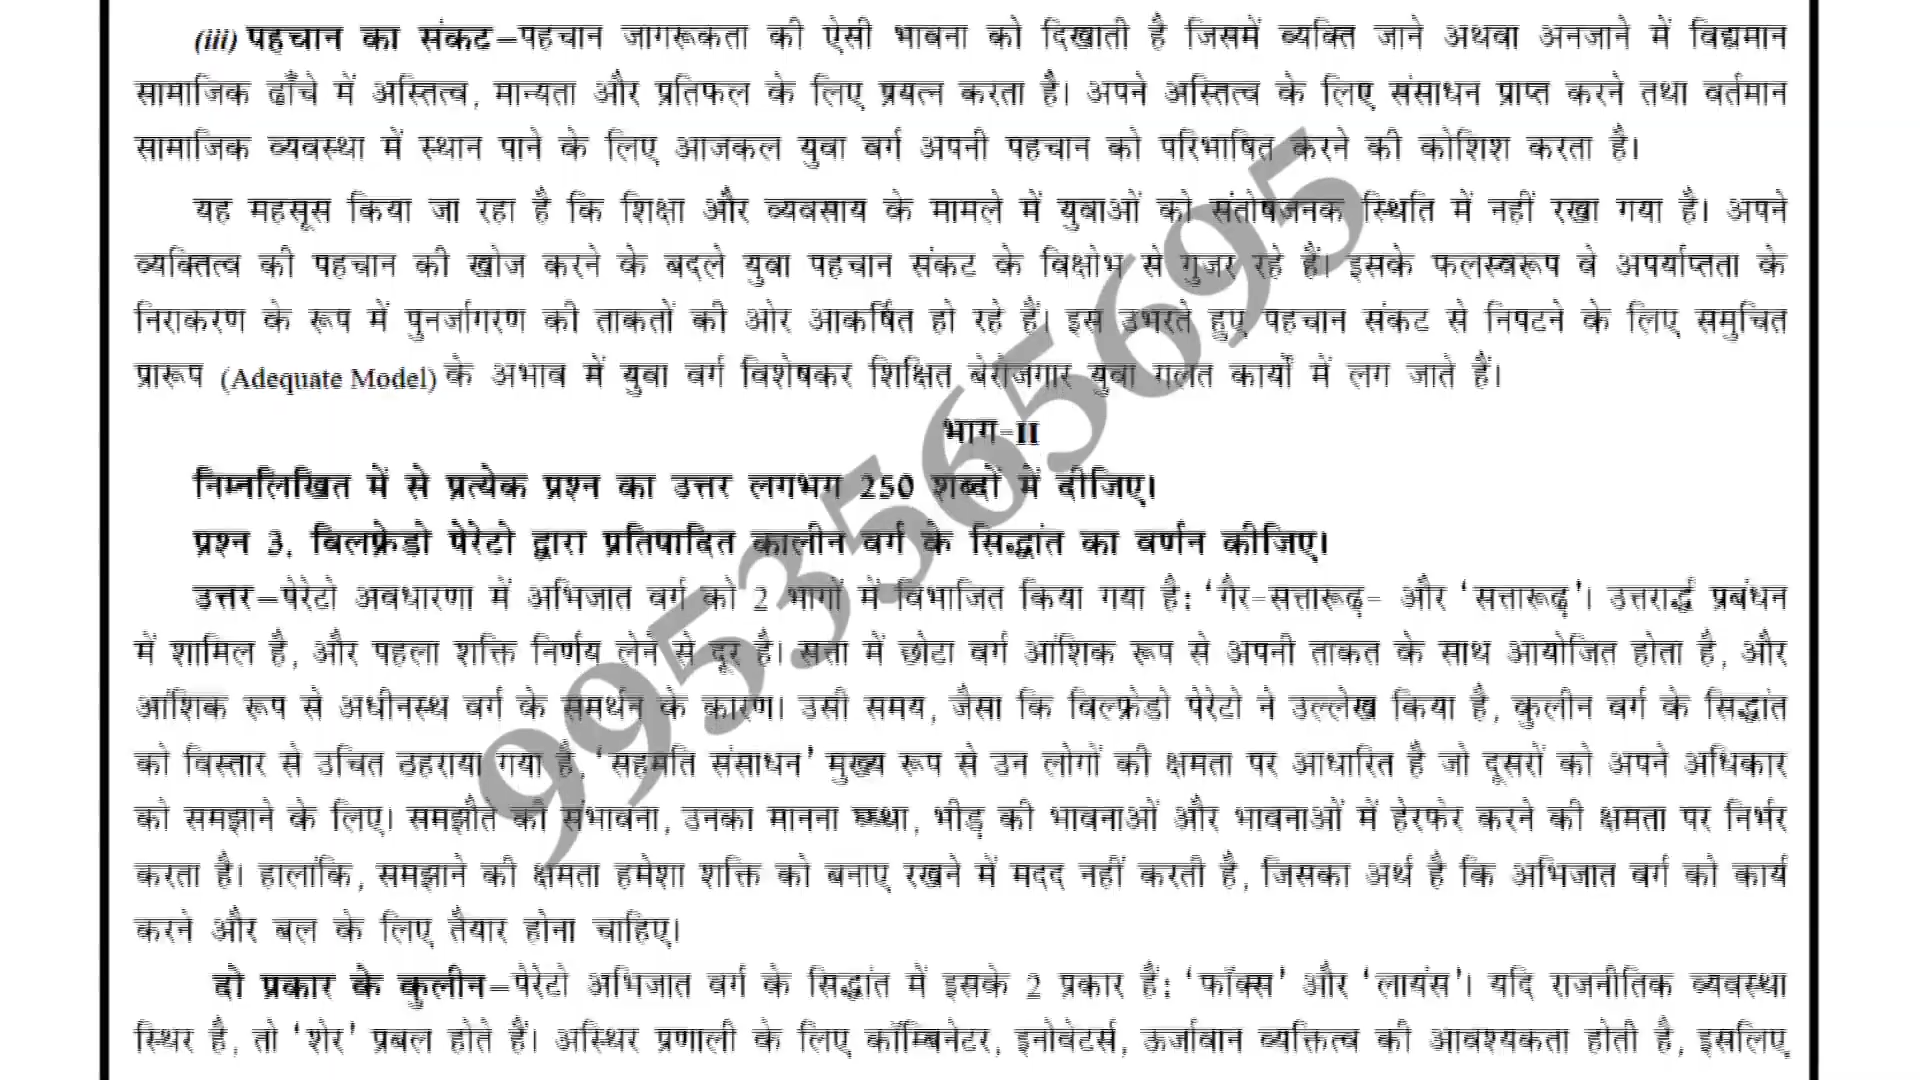 (iii) पहचान का संकट–पहचान जागरूकता की ऐसी भावना को दिखाती है जिसमें व्यक्ति जाने अथवा अनजाने में विद्यमान
सामाजिक ढाँचे में अस्तित्व, मान्यता और प्रतिफल के लिए प्रयत्न करता है। अपने अस्तित्व के लिए संसाधन प्राप्त करने तथा वर्तमान
सामाजिक व्यवस्था में स्थान पाने के लिए आजकल युवा वर्ग अपनी पहचान को परिभाषित करने की कोशिश करता है।
यह महसूस किया जा रहा है कि शिक्षा और व्यवसाय के मामले में युवाओं को संतोषजनक स्थिति में नहीं रखा गया है। अपने
व्यक्तित्व की पहचान की खोज करने के बदले युवा पहचान संकट के विक्षोभ से गुजर रहे हैं। इसके फलस्वरूप वे अपर्याप्तता के
निराकरण के रूप में पुनर्जागरण की ताकतों की ओर आकर्षित हो रहे हैं। इस उभरते हुए पहचान संकट से निपटने के लिए समुचित
प्रारूप (Adequate Model) के अभाव में युवा वर्ग विशेषकर शिक्षित बेरोजगार युवा गलत कार्यों में लग जाते हैं।
भाग-II
निम्नलिखित में से प्रत्येक प्रश्न का उत्तर लगभग 250 शब्दों में दीजिए।
प्रश्न 3. विलफ्रेडो पेरेटो द्वारा प्रतिपादित कालीन वर्ग के सिद्धांत का वर्णन कीजिए।
उत्तर–पेरेटो अवधारणा में अभिजात वर्ग को 2 भागों में विभाजित किया गया है: ‘गैर-सत्तारूढ़- और ‘सत्तारूढ़’। उत्तरार्द्ध प्रबंधन
में शामिल है, और पहला शक्ति निर्णय लेने से दूर है। सत्ता में छोटा वर्ग आंशिक रूप से अपनी ताकत के साथ आयोजित होता है, और
आंशिक रूप से अधीनस्थ वर्ग के समर्थन के कारण। उसी समय, जैसा कि विल्फ्रेडो पेरेटो ने उल्लेख किया है, कुलीन वर्ग के सिद्धांत
को विस्तार से उचित ठहराया गया है, ‘सहमति संसाधन’ मुख्य रूप से उन लोगों की क्षमता पर आधारित है जो दूसरों को अपने अधिकार
को समझाने के लिए। समझौते की संभावना, उनका मानना था, भीड़ की भावनाओं और भावनाओं में हेरफेर करने की क्षमता पर निर्भर
करता है। हालांकि, समझाने की क्षमता हमेशा शक्ति को बनाए रखने में मदद नहीं करती है, जिसका अर्थ है कि अभिजात वर्ग को कार्य
करने और बल के लिए तैयार होना चाहिए।
दो प्रकार के कुलीन–पेरेटो अभिजात वर्ग के सिद्धांत में इसके 2 प्रकार हैं: ‘फॉक्स’ और ‘लायंस’। यदि राजनीतिक व्यवस्था
स्थिर है, तो ‘शेर’ प्रबल होते हैं। अस्थिर प्रणाली के लिए कॉम्बिनेटर, इनोवेटर्स, ऊर्जावान व्यक्तित्व की आवश्यकता होती है, इसलिए
9953565695